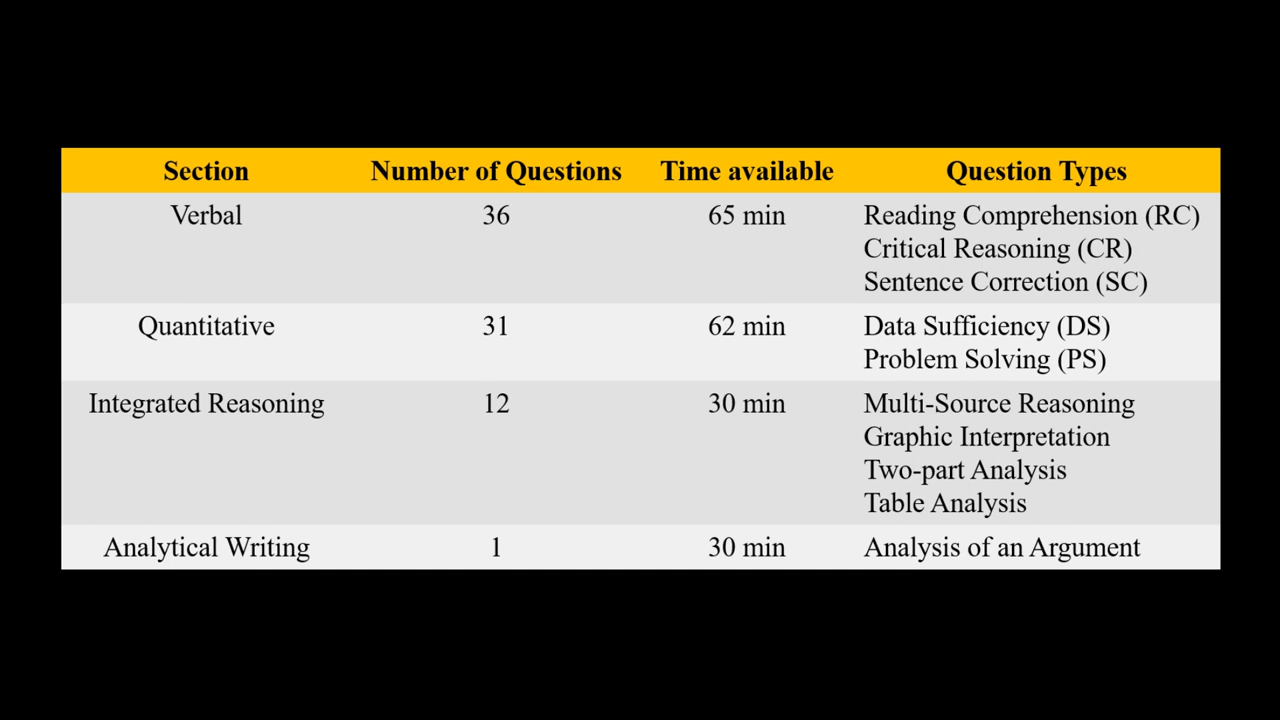 Section Number of Questions Time available Question Types
Verbal 36 65 min Reading Comprehension (RC)
Critical Reasoning (CR)
Sentence Correction (SC)
Quantitative 31 62 min Data Sufficiency (DS)
Problem Solving (PS)
Integrated Reasoning 12 30 min Multi-Source Reasoning
Graphic Interpretation
Two-part Analysis
Table Analysis
Analytical Writing 1 30 min Analysis of an Argument